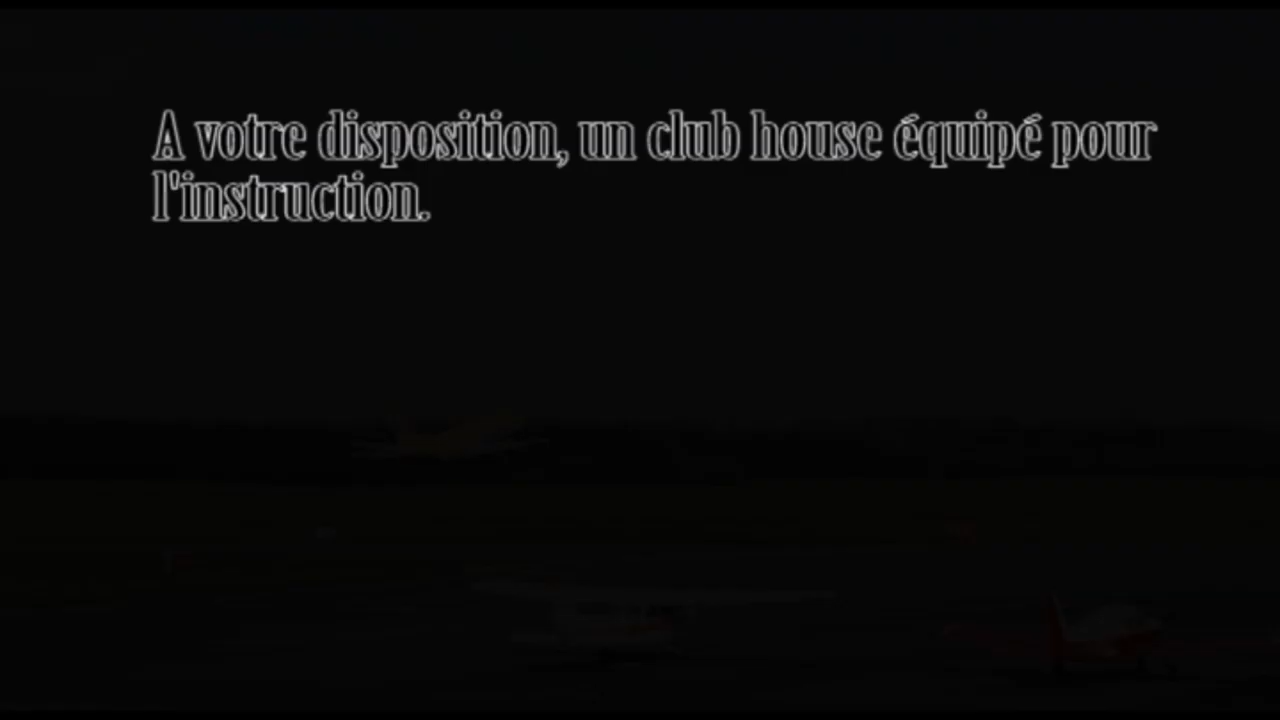 A votre disposition, un club house équipé pour
l'instruction.